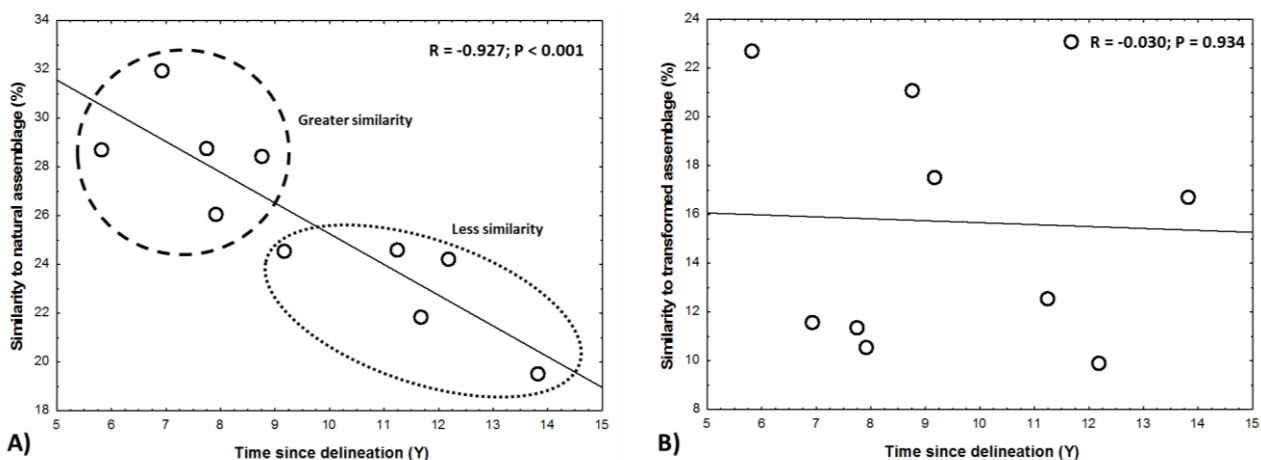 34
32
30
28
26
24
22
20
18
5 6 7 8 9 10 11 12 13 14 15
Similarity to natural assemblage (%)
Time since delineation (Y)
R = -0.927; P < 0.001
Greater similarity
Less similarity
A)
24
22
20
18
16
14
12
10
8
5 6 7 8 9 10 11 12 13 14 15
Similarity to transformed assemblage (%)
Time since delineation (Y)
R = -0.030; P = 0.934
B)